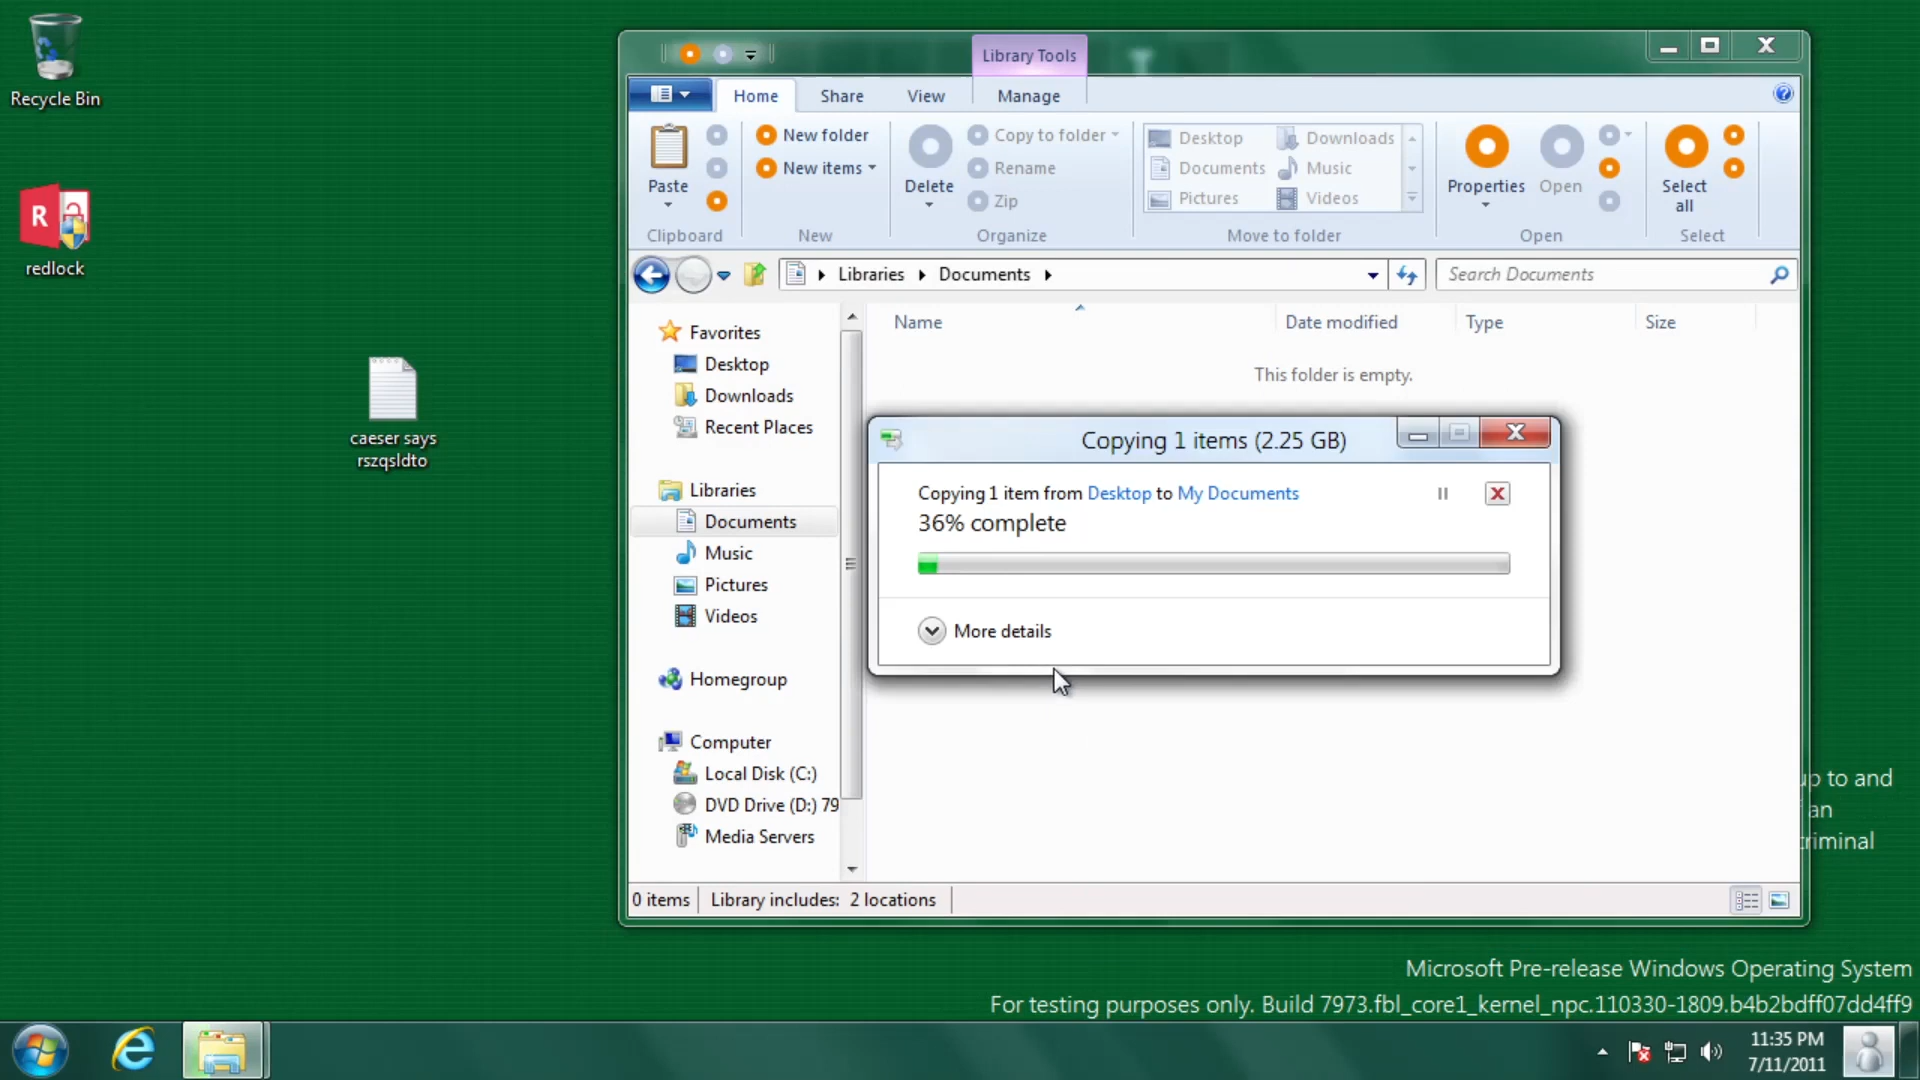 Recycle Bin
R
redlock
caeser says
rszqsldto
Library Tools
Home
Share
View
Manage
Paste
New folder
New items
Delete
Copy to folder
Rename
Zip
Desktop
Downloads
Documents
Music
Pictures
Videos
Properties
Open
Select
all
Clipboard
New
Organize
Move to folder
Open
Select
Libraries
Documents
Search Documents
Name
Date modified
Type
Size
This folder is empty.
Favorites
Desktop
Downloads
Recent Places
Libraries
Documents
Music
Pictures
Videos
Homegroup
Computer
Local Disk (C:)
DVD Drive (D:) 79
Media Servers
Copying 1 items (2.25 GB)
Copying 1 item from Desktop to My Documents
36% complete
More details
0 items
Library includes: 2 locations
up to and
an
criminal
Microsoft Pre-release Windows Operating System
For testing purposes only. Build 7973.fbl_core1_kernel_npc.110330-1809.b4b2bdff07dd4ff9
11:35 PM
7/11/2011